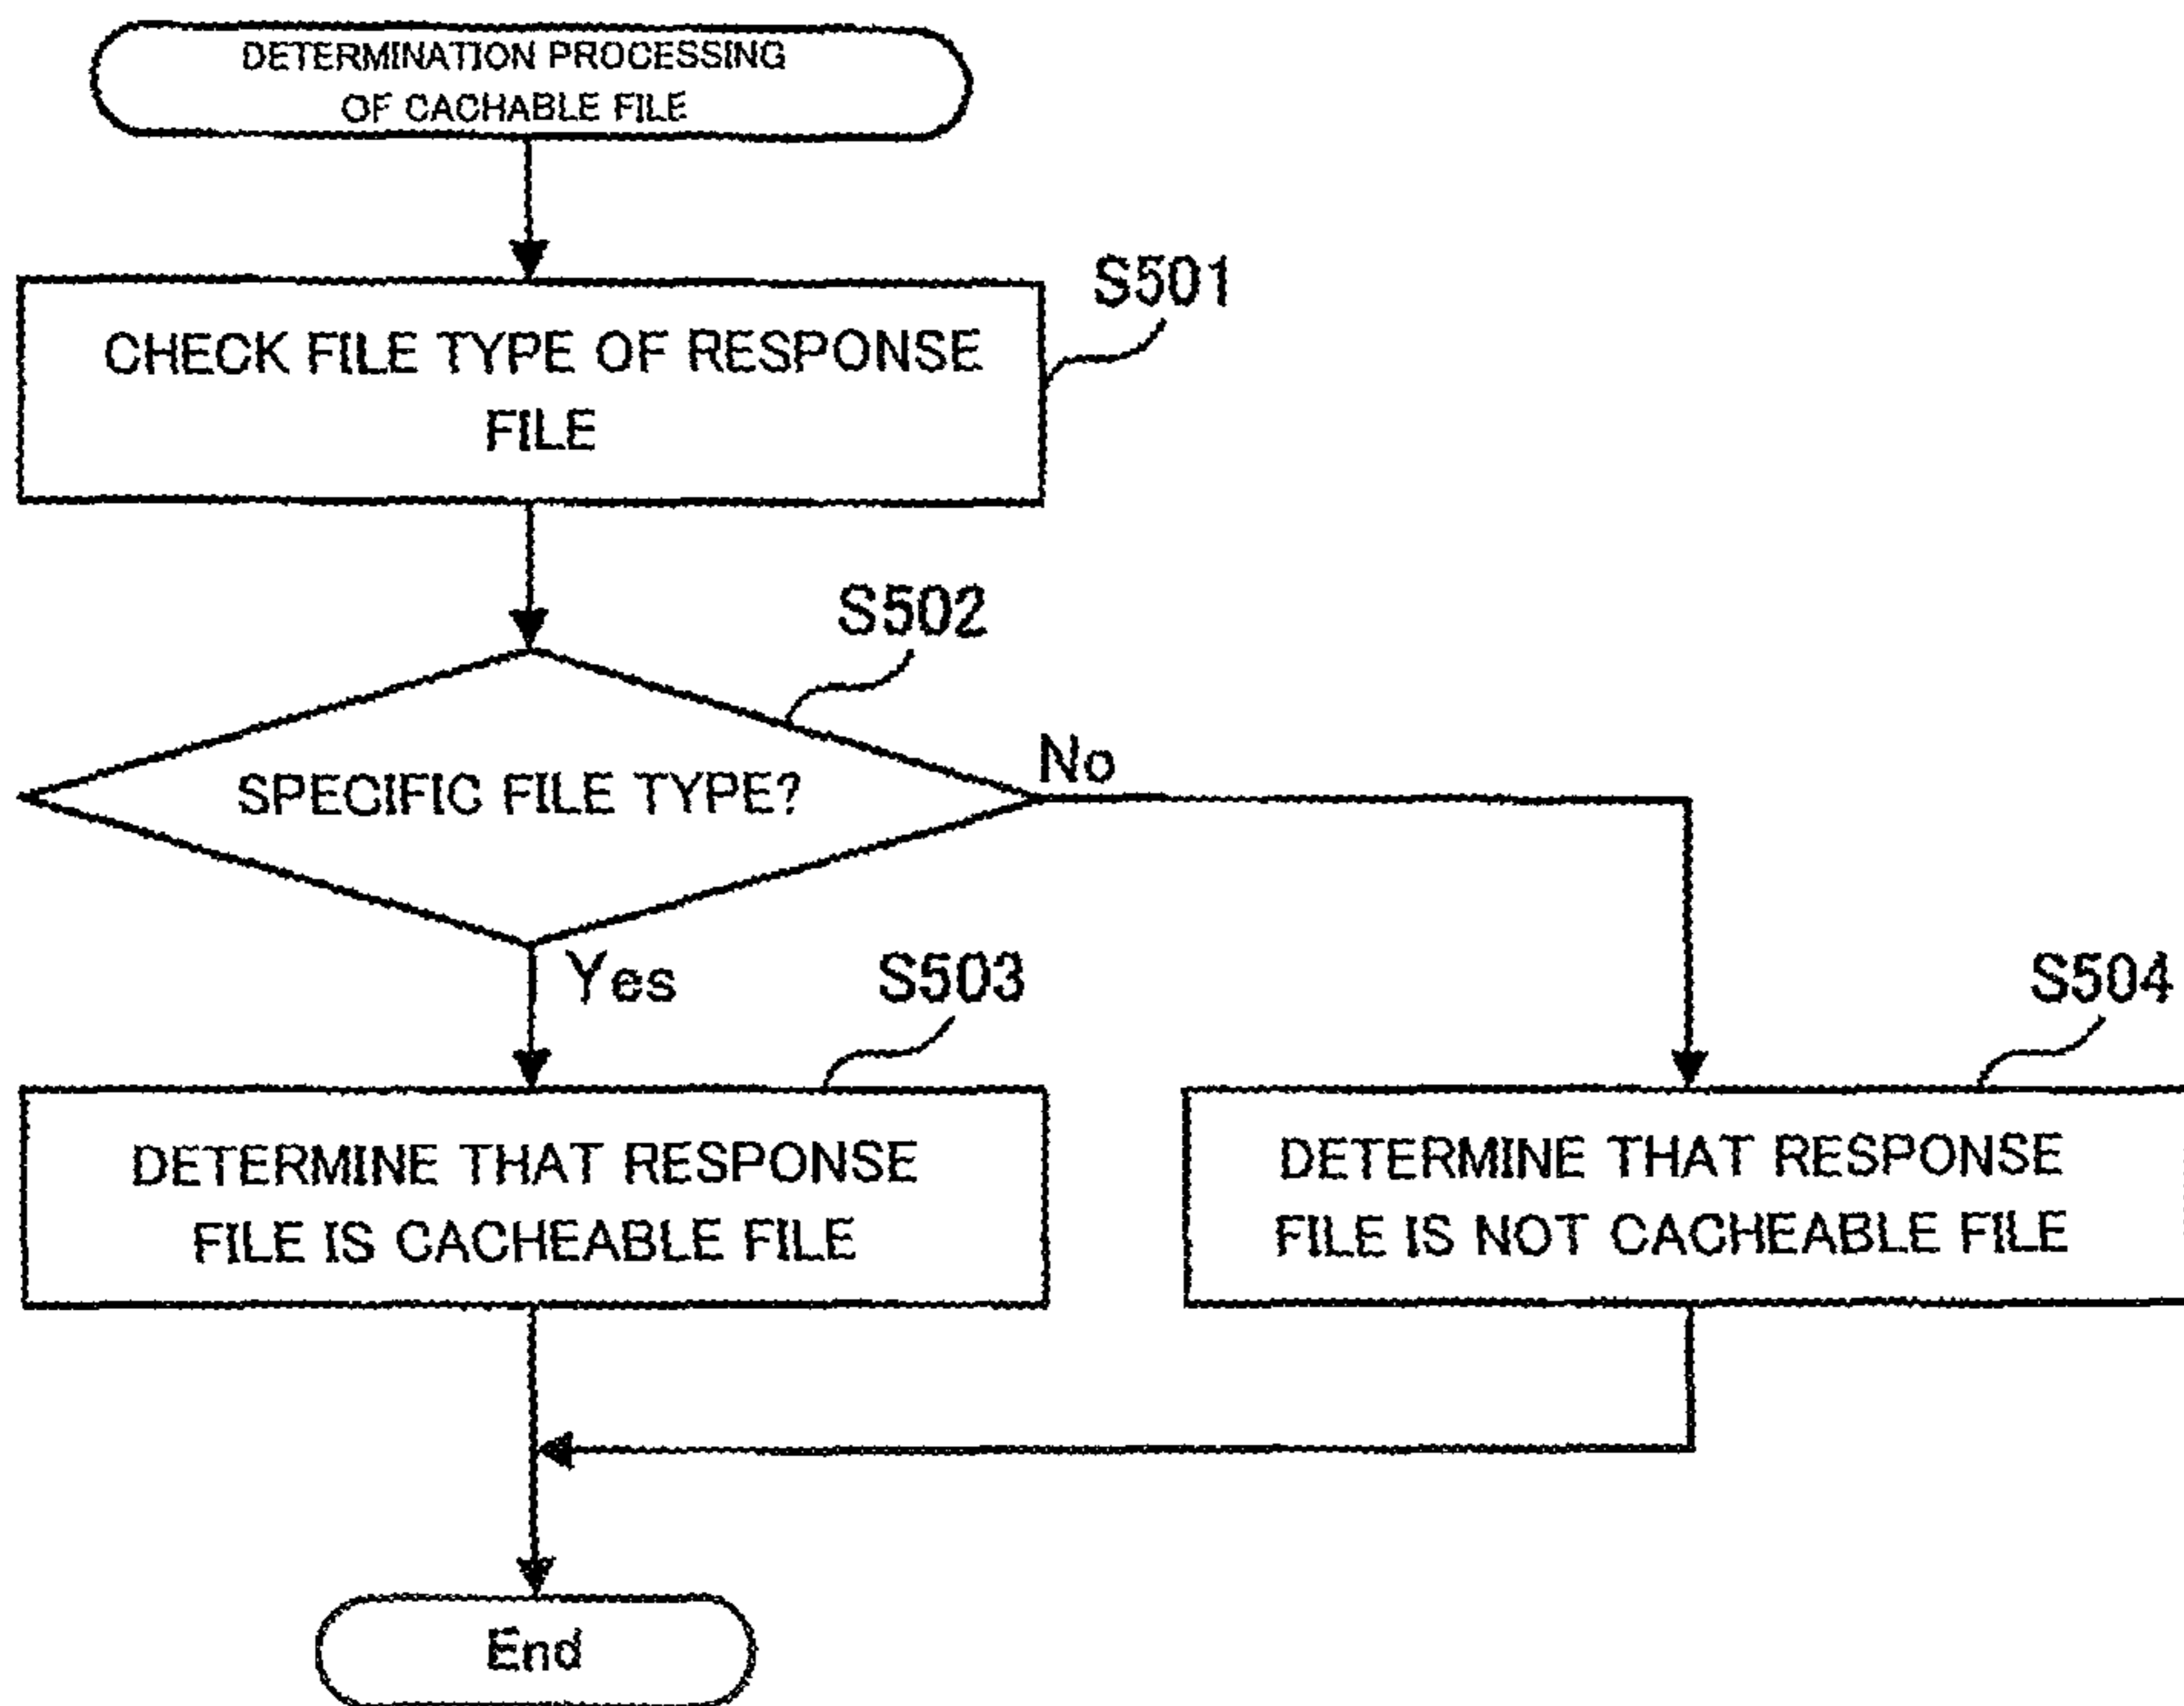 DETERMINATION PROCESSING
OF CACHABLE FILE
S501
CHECK FILE TYPE OF RESPONSE
FILE
S502
SPECIFIC FILE TYPE?
No
Yes
S503
S504
DETERMINE THAT RESPONSE
FILE IS CACHEABLE FILE
DETERMINE THAT RESPONSE
FILE IS NOT CACHEABLE FILE
End